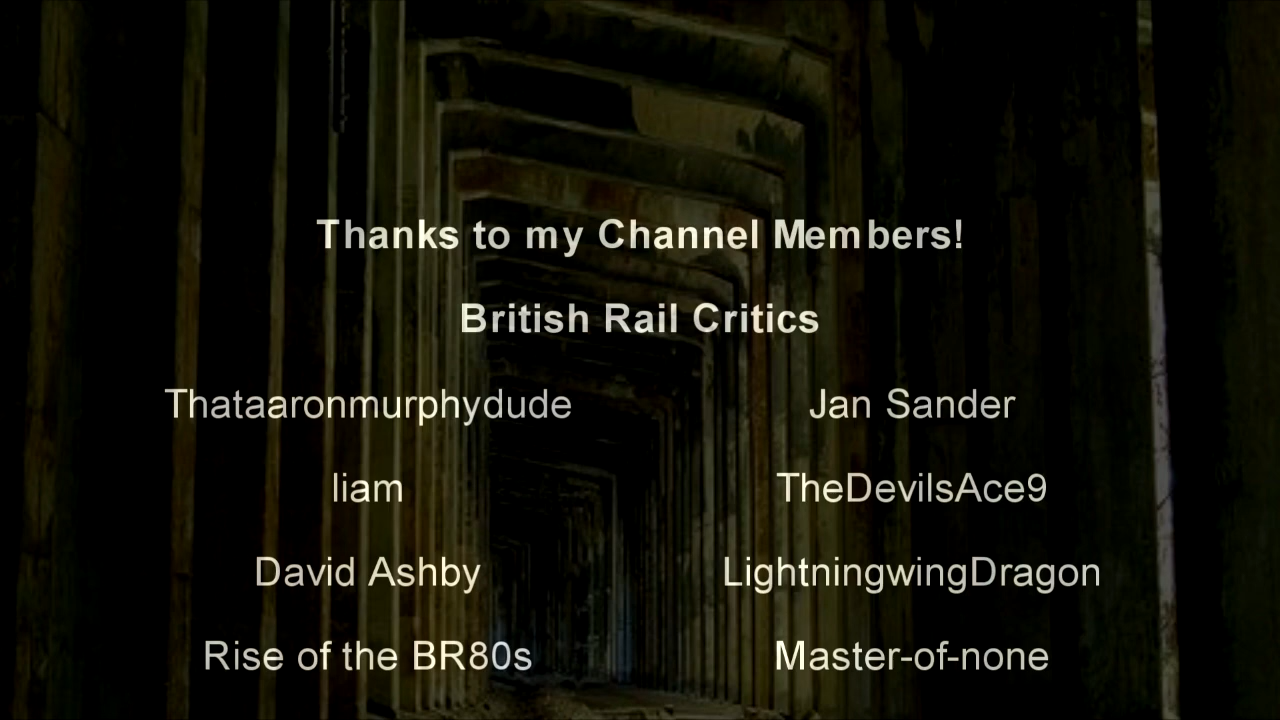 Thanks to my Channel Members!
British Rail Critics
Thataaronmurphydude Jan Sander
liam TheDevilsAce9
David Ashby LightningwingDragon
Rise of the BR80s Master-of-none